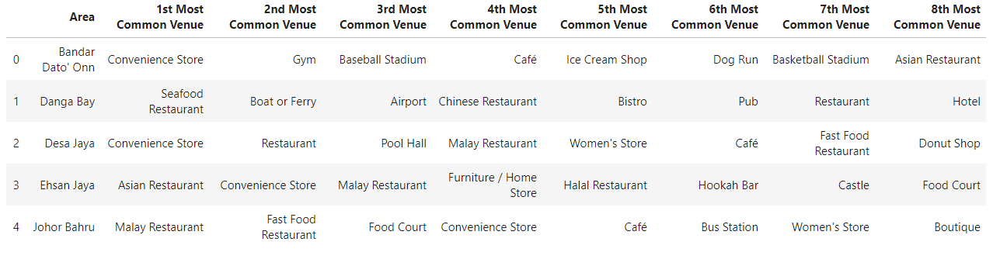 Area 1st Most Common Venue 2nd Most Common Venue 3rd Most Common Venue 4th Most Common Venue 5th Most Common Venue 6th Most Common Venue 7th Most Common Venue 8th Most Common Venue
0 Bandar Dato' Onn Convenience Store Gym Baseball Stadium Café Ice Cream Shop Dog Run Basketball Stadium Asian Restaurant
1 Danga Bay Seafood Restaurant Boat or Ferry Airport Chinese Restaurant Bistro Pub Restaurant Hotel
2 Desa Jaya Convenience Store Restaurant Pool Hall Malay Restaurant Women's Store Café Fast Food Restaurant Donut Shop
3 Ehsan Jaya Asian Restaurant Convenience Store Malay Restaurant Furniture / Home Store Halal Restaurant Hookah Bar Castle Food Court
4 Johor Bahru Malay Restaurant Fast Food Restaurant Food Court Convenience Store Café Bus Station Women's Store Boutique